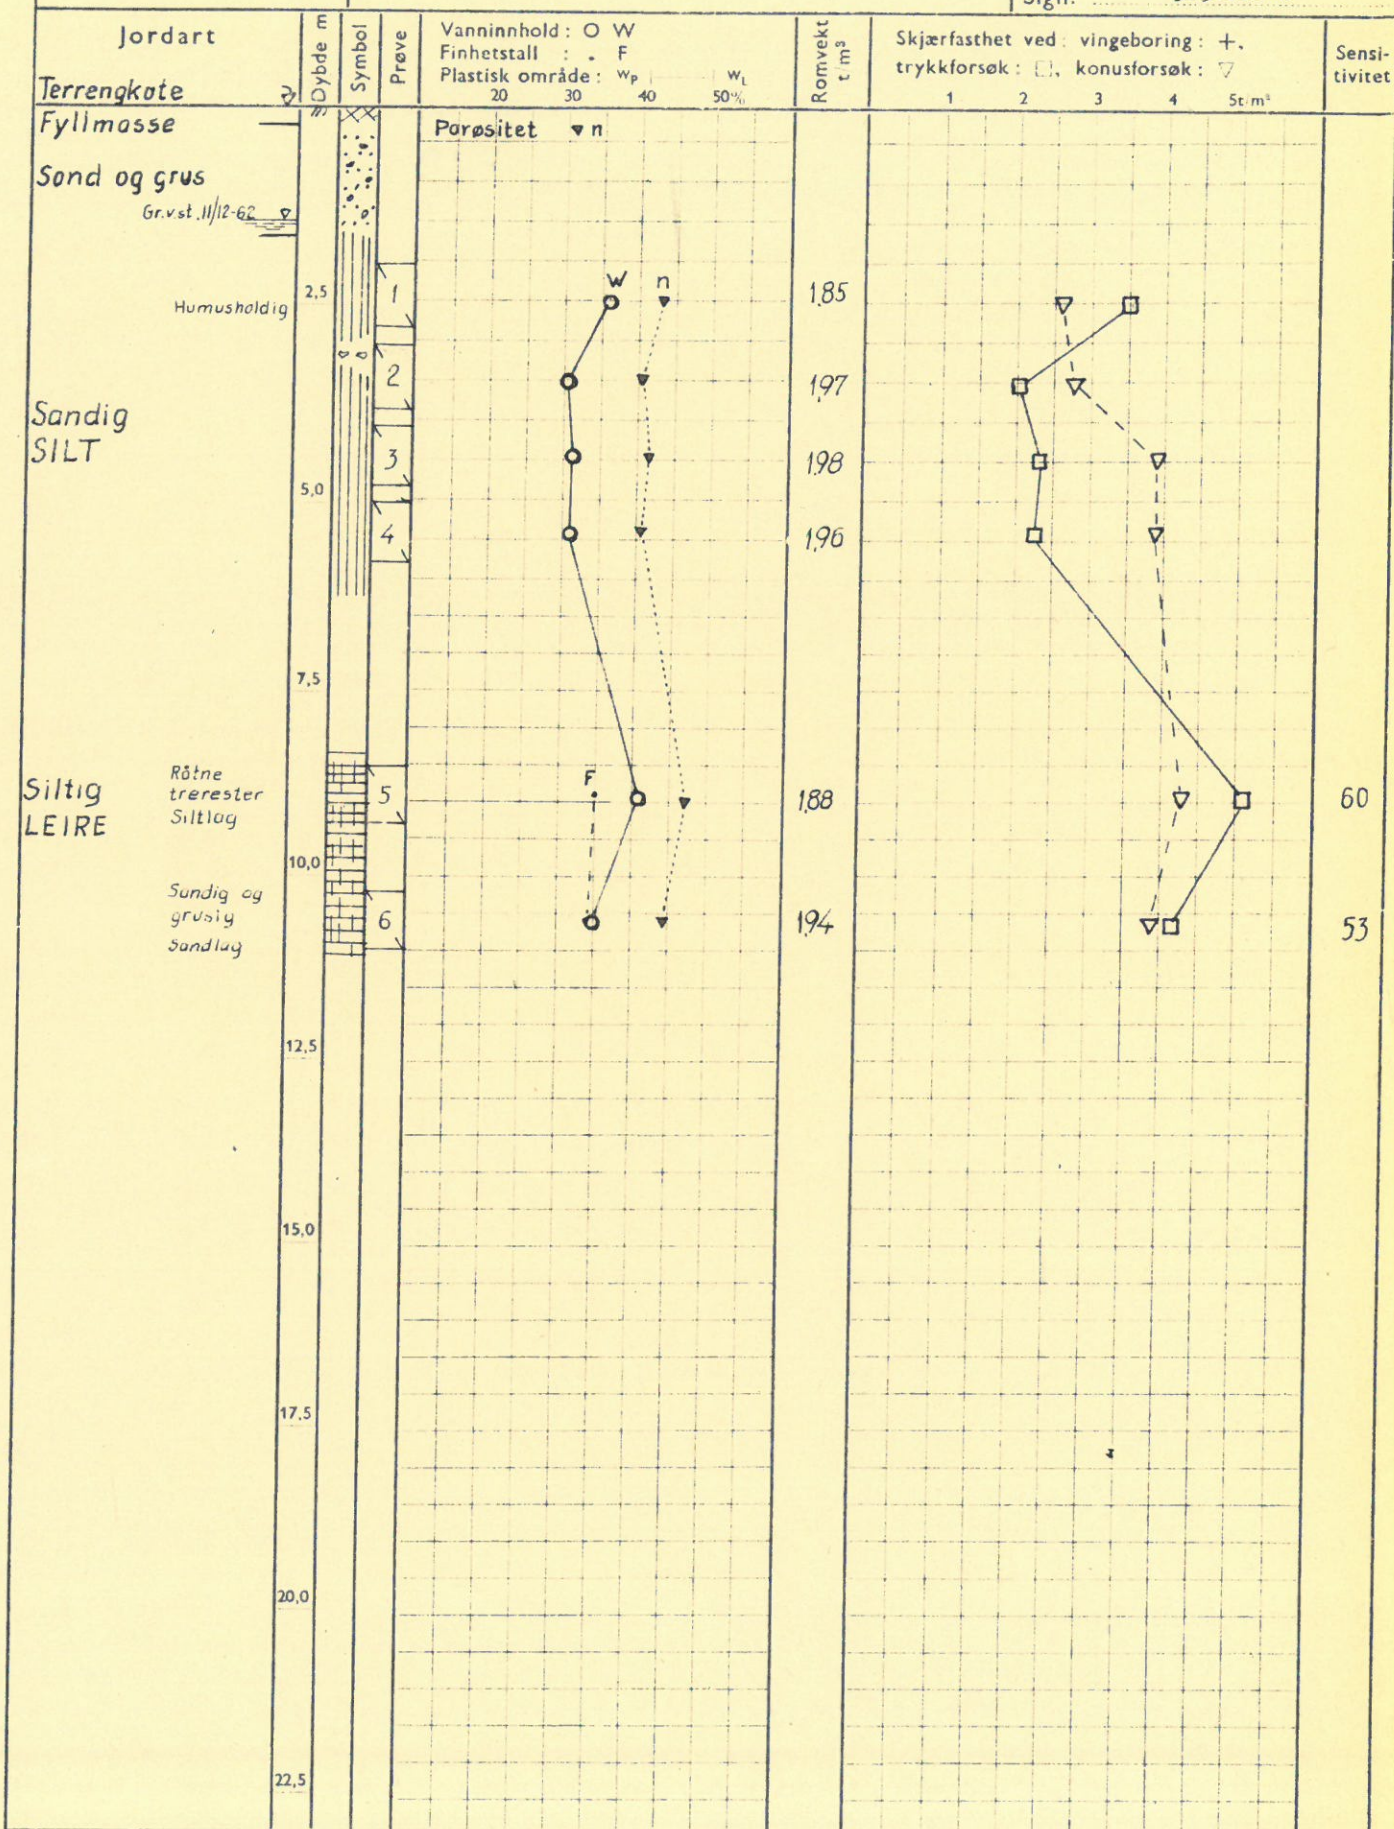 Sign:
Jordart
Terrengkote
Dybde m
Symbol
Prøve
Vanninnhold: O W
Finhetstall : . F
Plastisk område: wP wL
20 30 40 50%
Romvekt t/m³
Skjærfasthet ved: vingeboring: +,
trykkforsøk: □, konusforsøk: ▽
1 2 3 4 5t/m²
Sensi-
tivitet
Fyllmasse
Porøsitet ▼ n
Sand og grus
Gr.v.st. 11/12-62
W n
2,5
Humusholdig
1
1,85
2
1,97
Sandig
SILT
3
1,98
5,0
4
1,96
7,5
Siltig
LEIRE
Råtne
trerester
Siltlag
5
F
1,88
60
10,0
Sandig og
grusig
Sandlag
6
1,94
53
12,5
15,0
17,5
20,0
22,5